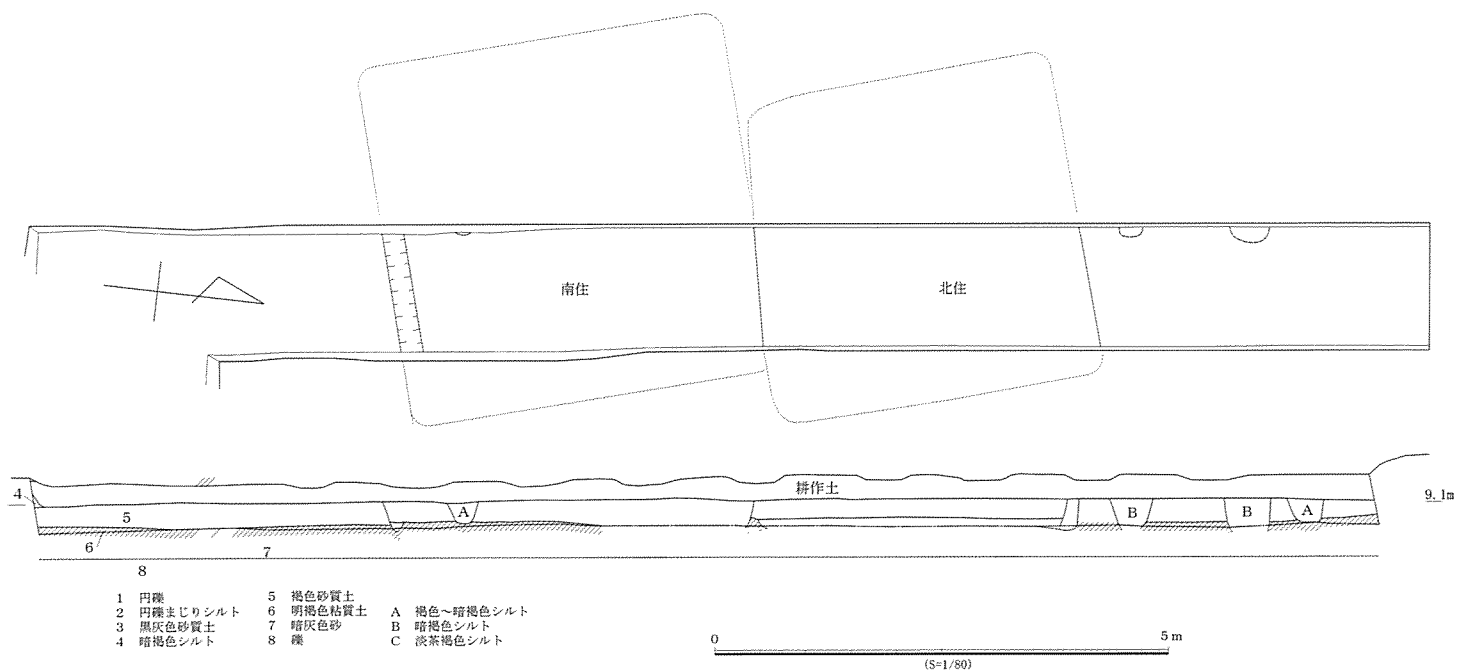 南住
北住
耕作土
4
9.1m
A
5
B
B
A
6
7
8
1 円礫
2 円礫まじりシルト
3 黒灰色砂質土
4 暗褐色シルト
5 褐色砂質土
6 明褐色粘質土
7 暗灰色砂
8 礫
A 褐色〜暗褐色シルト
B 暗褐色シルト
C 淡茶褐色シルト
0
5m
(S=1/80)